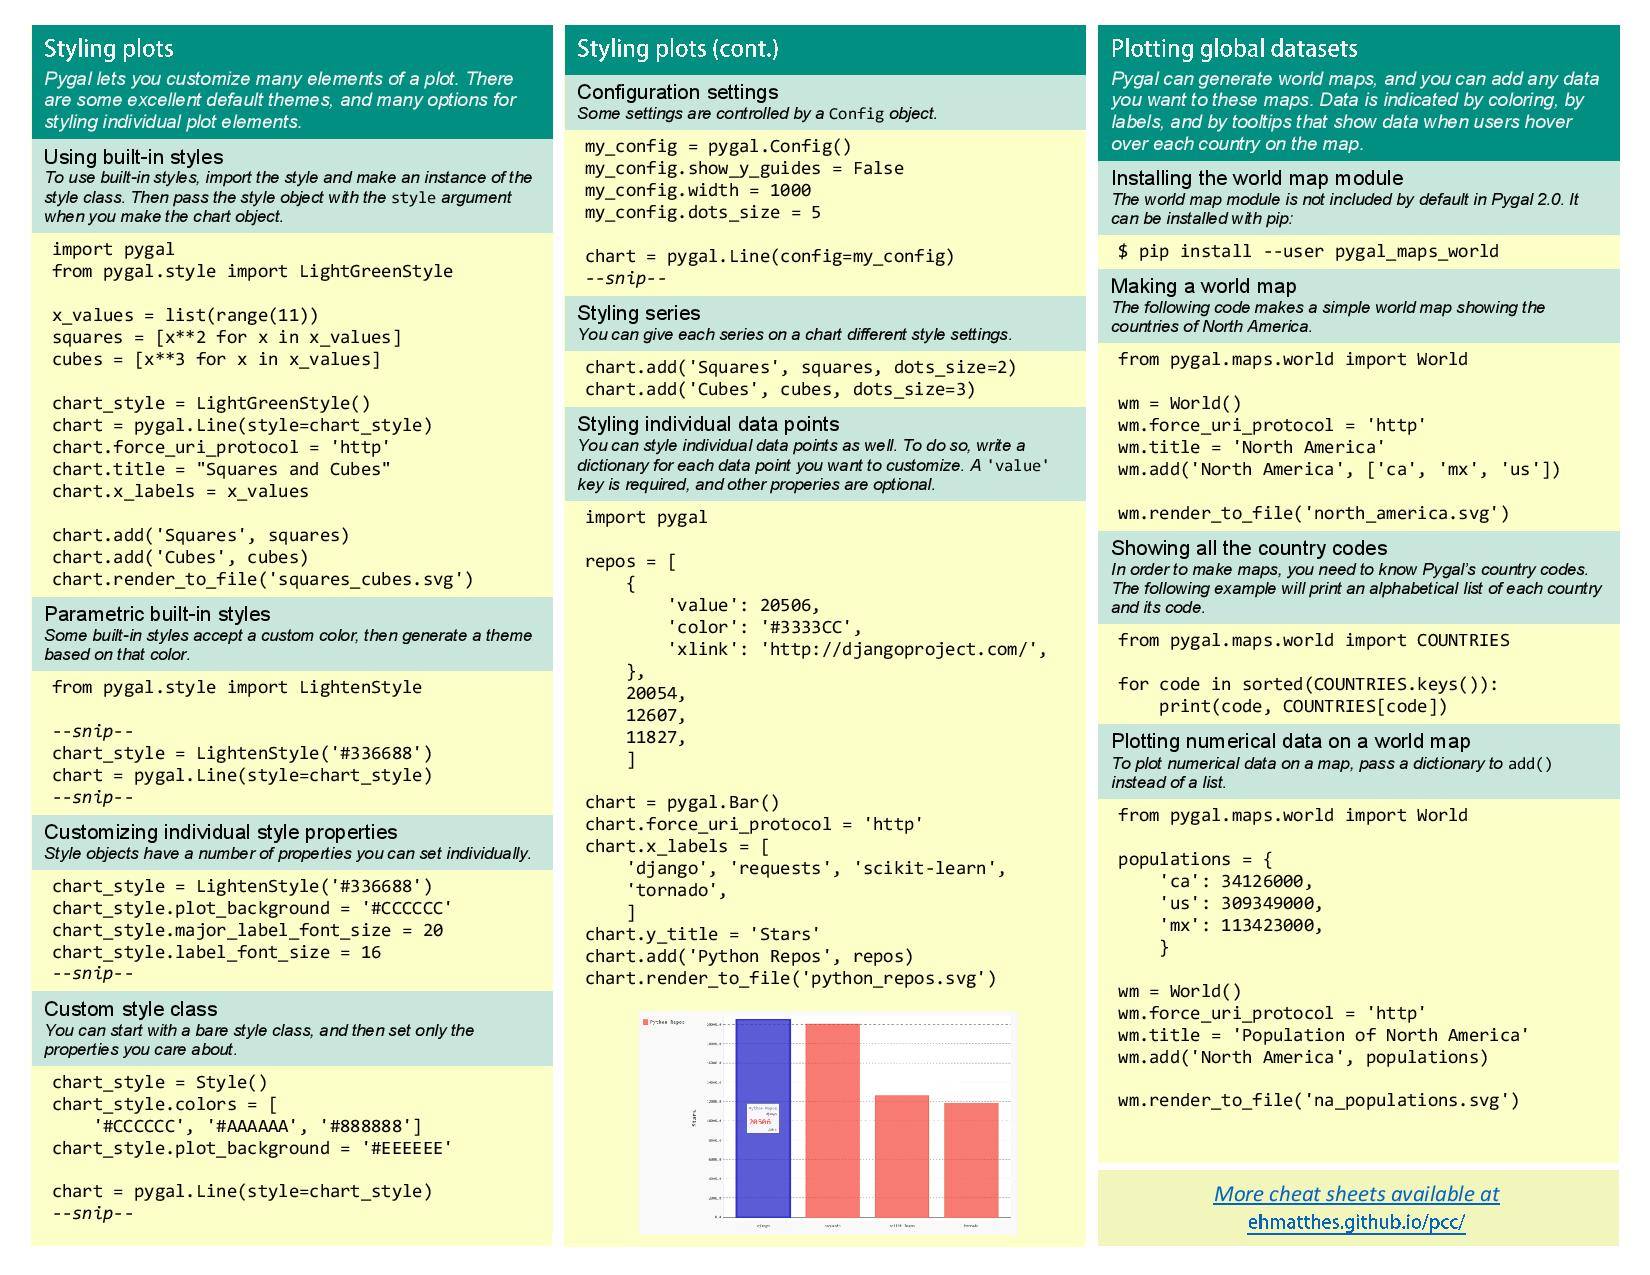 Styling plots
Pygal lets you customize many elements of a plot. There
are some excellent default themes, and many options for
styling individual plot elements.
Using built-in styles
To use built-in styles, import the style and make an instance of the
style class. Then pass the style object with the style argument
when you make the chart object.
import pygal
from pygal.style import LightGreenStyle
x_values = list(range(11))
squares = [x**2 for x in x_values]
cubes = [x**3 for x in x_values]
chart_style = LightGreenStyle()
chart = pygal.Line(style=chart_style)
chart.force_uri_protocol = 'http'
chart.title = "Squares and Cubes"
chart.x_labels = x_values
chart.add('Squares', squares)
chart.add('Cubes', cubes)
chart.render_to_file('squares_cubes.svg')
Parametric built-in styles
Some built-in styles accept a custom color, then generate a theme
based on that color.
from pygal.style import LightenStyle
--snip--
chart_style = LightenStyle('#336688')
chart = pygal.Line(style=chart_style)
--snip--
Customizing individual style properties
Style objects have a number of properties you can set individually.
chart_style = LightenStyle('#336688')
chart_style.plot_background = '#CCCCCC'
chart_style.major_label_font_size = 20
chart_style.label_font_size = 16
--snip--
Custom style class
You can start with a bare style class, and then set only the
properties you care about.
chart_style = Style()
chart_style.colors = [
'#CCCCCC', '#AAAAAA', '#888888']
chart_style.plot_background = '#EEEEEE'
chart = pygal.Line(style=chart_style)
--snip--
Styling plots (cont.)
Configuration settings
Some settings are controlled by a Config object.
my_config = pygal.Config()
my_config.show_y_guides = False
my_config.width = 1000
my_config.dots_size = 5
chart = pygal.Line(config=my_config)
--snip--
Styling series
You can give each series on a chart different style settings.
chart.add('Squares', squares, dots_size=2)
chart.add('Cubes', cubes, dots_size=3)
Styling individual data points
You can style individual data points as well. To do so, write a
dictionary for each data point you want to customize. A 'value'
key is required, and other properies are optional.
import pygal
repos = [
{
'value': 20506,
'color': '#3333CC',
'xlink': 'http://djangoproject.com/',
},
20054,
12607,
11827,
]
chart = pygal.Bar()
chart.force_uri_protocol = 'http'
chart.x_labels = [
'django', 'requests', 'scikit-learn',
'tornado',
]
chart.y_title = 'Stars'
chart.add('Python Repos', repos)
chart.render_to_file('python_repos.svg')
Python Repos
Stars
Python Repos
20506
Plotting global datasets
Pygal can generate world maps, and you can add any data
you want to these maps. Data is indicated by coloring, by
labels, and by tooltips that show data when users hover
over each country on the map.
Installing the world map module
The world map module is not included by default in Pygal 2.0. It
can be installed with pip:
$ pip install --user pygal_maps_world
Making a world map
The following code makes a simple world map showing the
countries of North America.
from pygal.maps.world import World
wm = World()
wm.force_uri_protocol = 'http'
wm.title = 'North America'
wm.add('North America', ['ca', 'mx', 'us'])
wm.render_to_file('north_america.svg')
Showing all the country codes
In order to make maps, you need to know Pygal’s country codes.
The following example will print an alphabetical list of each country
and its code.
from pygal.maps.world import COUNTRIES
for code in sorted(COUNTRIES.keys()):
print(code, COUNTRIES[code])
Plotting numerical data on a world map
To plot numerical data on a map, pass a dictionary to add()
instead of a list.
from pygal.maps.world import World
populations = {
'ca': 34126000,
'us': 309349000,
'mx': 113423000,
}
wm = World()
wm.force_uri_protocol = 'http'
wm.title = 'Population of North America'
wm.add('North America', populations)
wm.render_to_file('na_populations.svg')
More cheat sheets available at
ehmatthes.github.io/pcc/